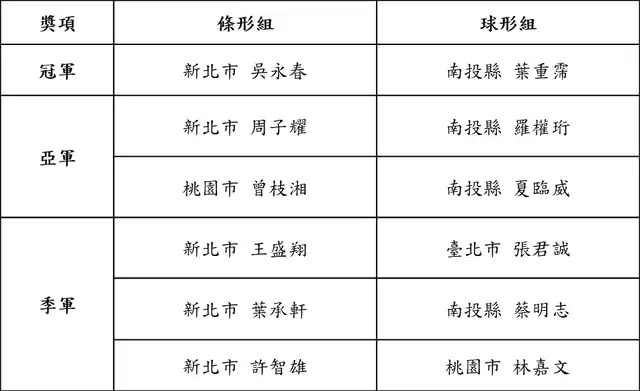 獎項 條形組 球形組
冠軍 新北市 吳永春 南投縣 葉重霈
亞軍 新北市 周子耀 南投縣 羅權珩
桃園市 曾枝湘 南投縣 夏臨威
季軍 新北市 王盛翔 臺北市 張君誠
新北市 葉承軒 南投縣 蔡明志
新北市 許智雄 桃園市 林嘉文